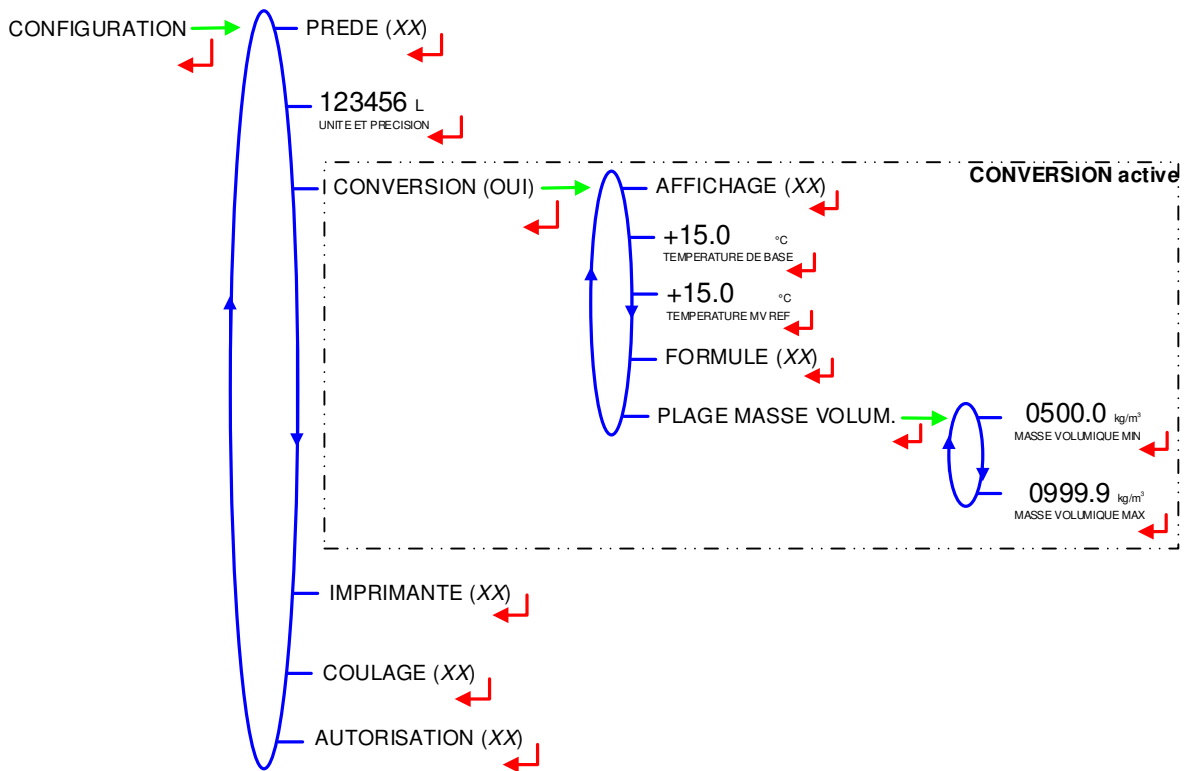 CONFIGURATION
PREDE (XX)
123456 L
UNITE ET PRECISION
CONVERSION (OUI)
CONVERSION active
AFFICHAGE (XX)
+15.0 °C
TEMPERATURE DE BASE
+15.0 °C
TEMPERATURE MV REF
FORMULE (XX)
PLAGE MASSE VOLUM.
0500.0 kg/m³
MASSE VOLUMIQUE MIN
0999.9 kg/m³
MASSE VOLUMIQUE MAX
IMPRIMANTE (XX)
COULAGE (XX)
AUTORISATION (XX)